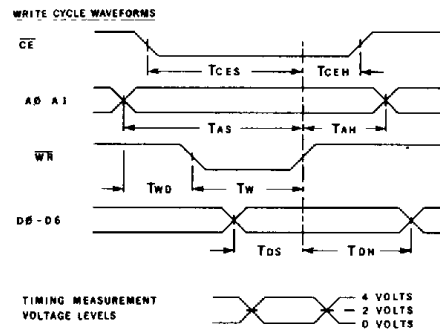 WRITE CYCLE WAVEFORMS
CE
TCES TCEH
AØ A1
TAS TAH
WR
TWD TW
DØ-D6
TDS TDH
TIMING MEASUREMENT
VOLTAGE LEVELS
4 VOLTS
2 VOLTS
0 VOLTS